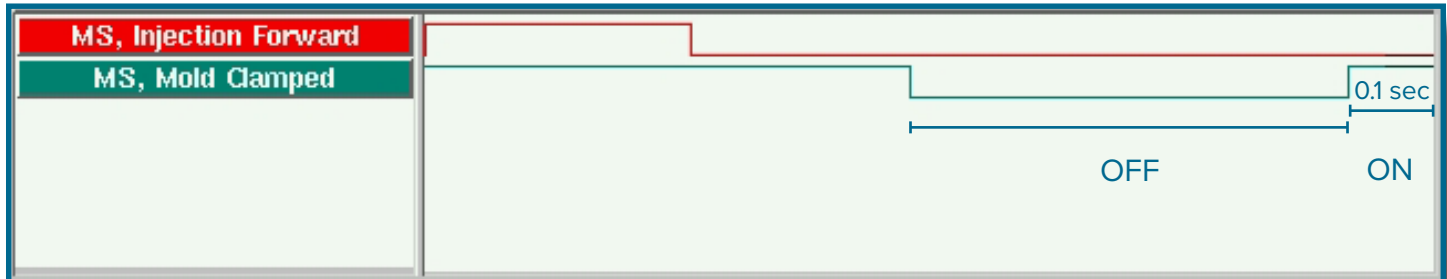 MS, Injection Forward
MS, Mold Clamped
0.1 sec
OFF
ON